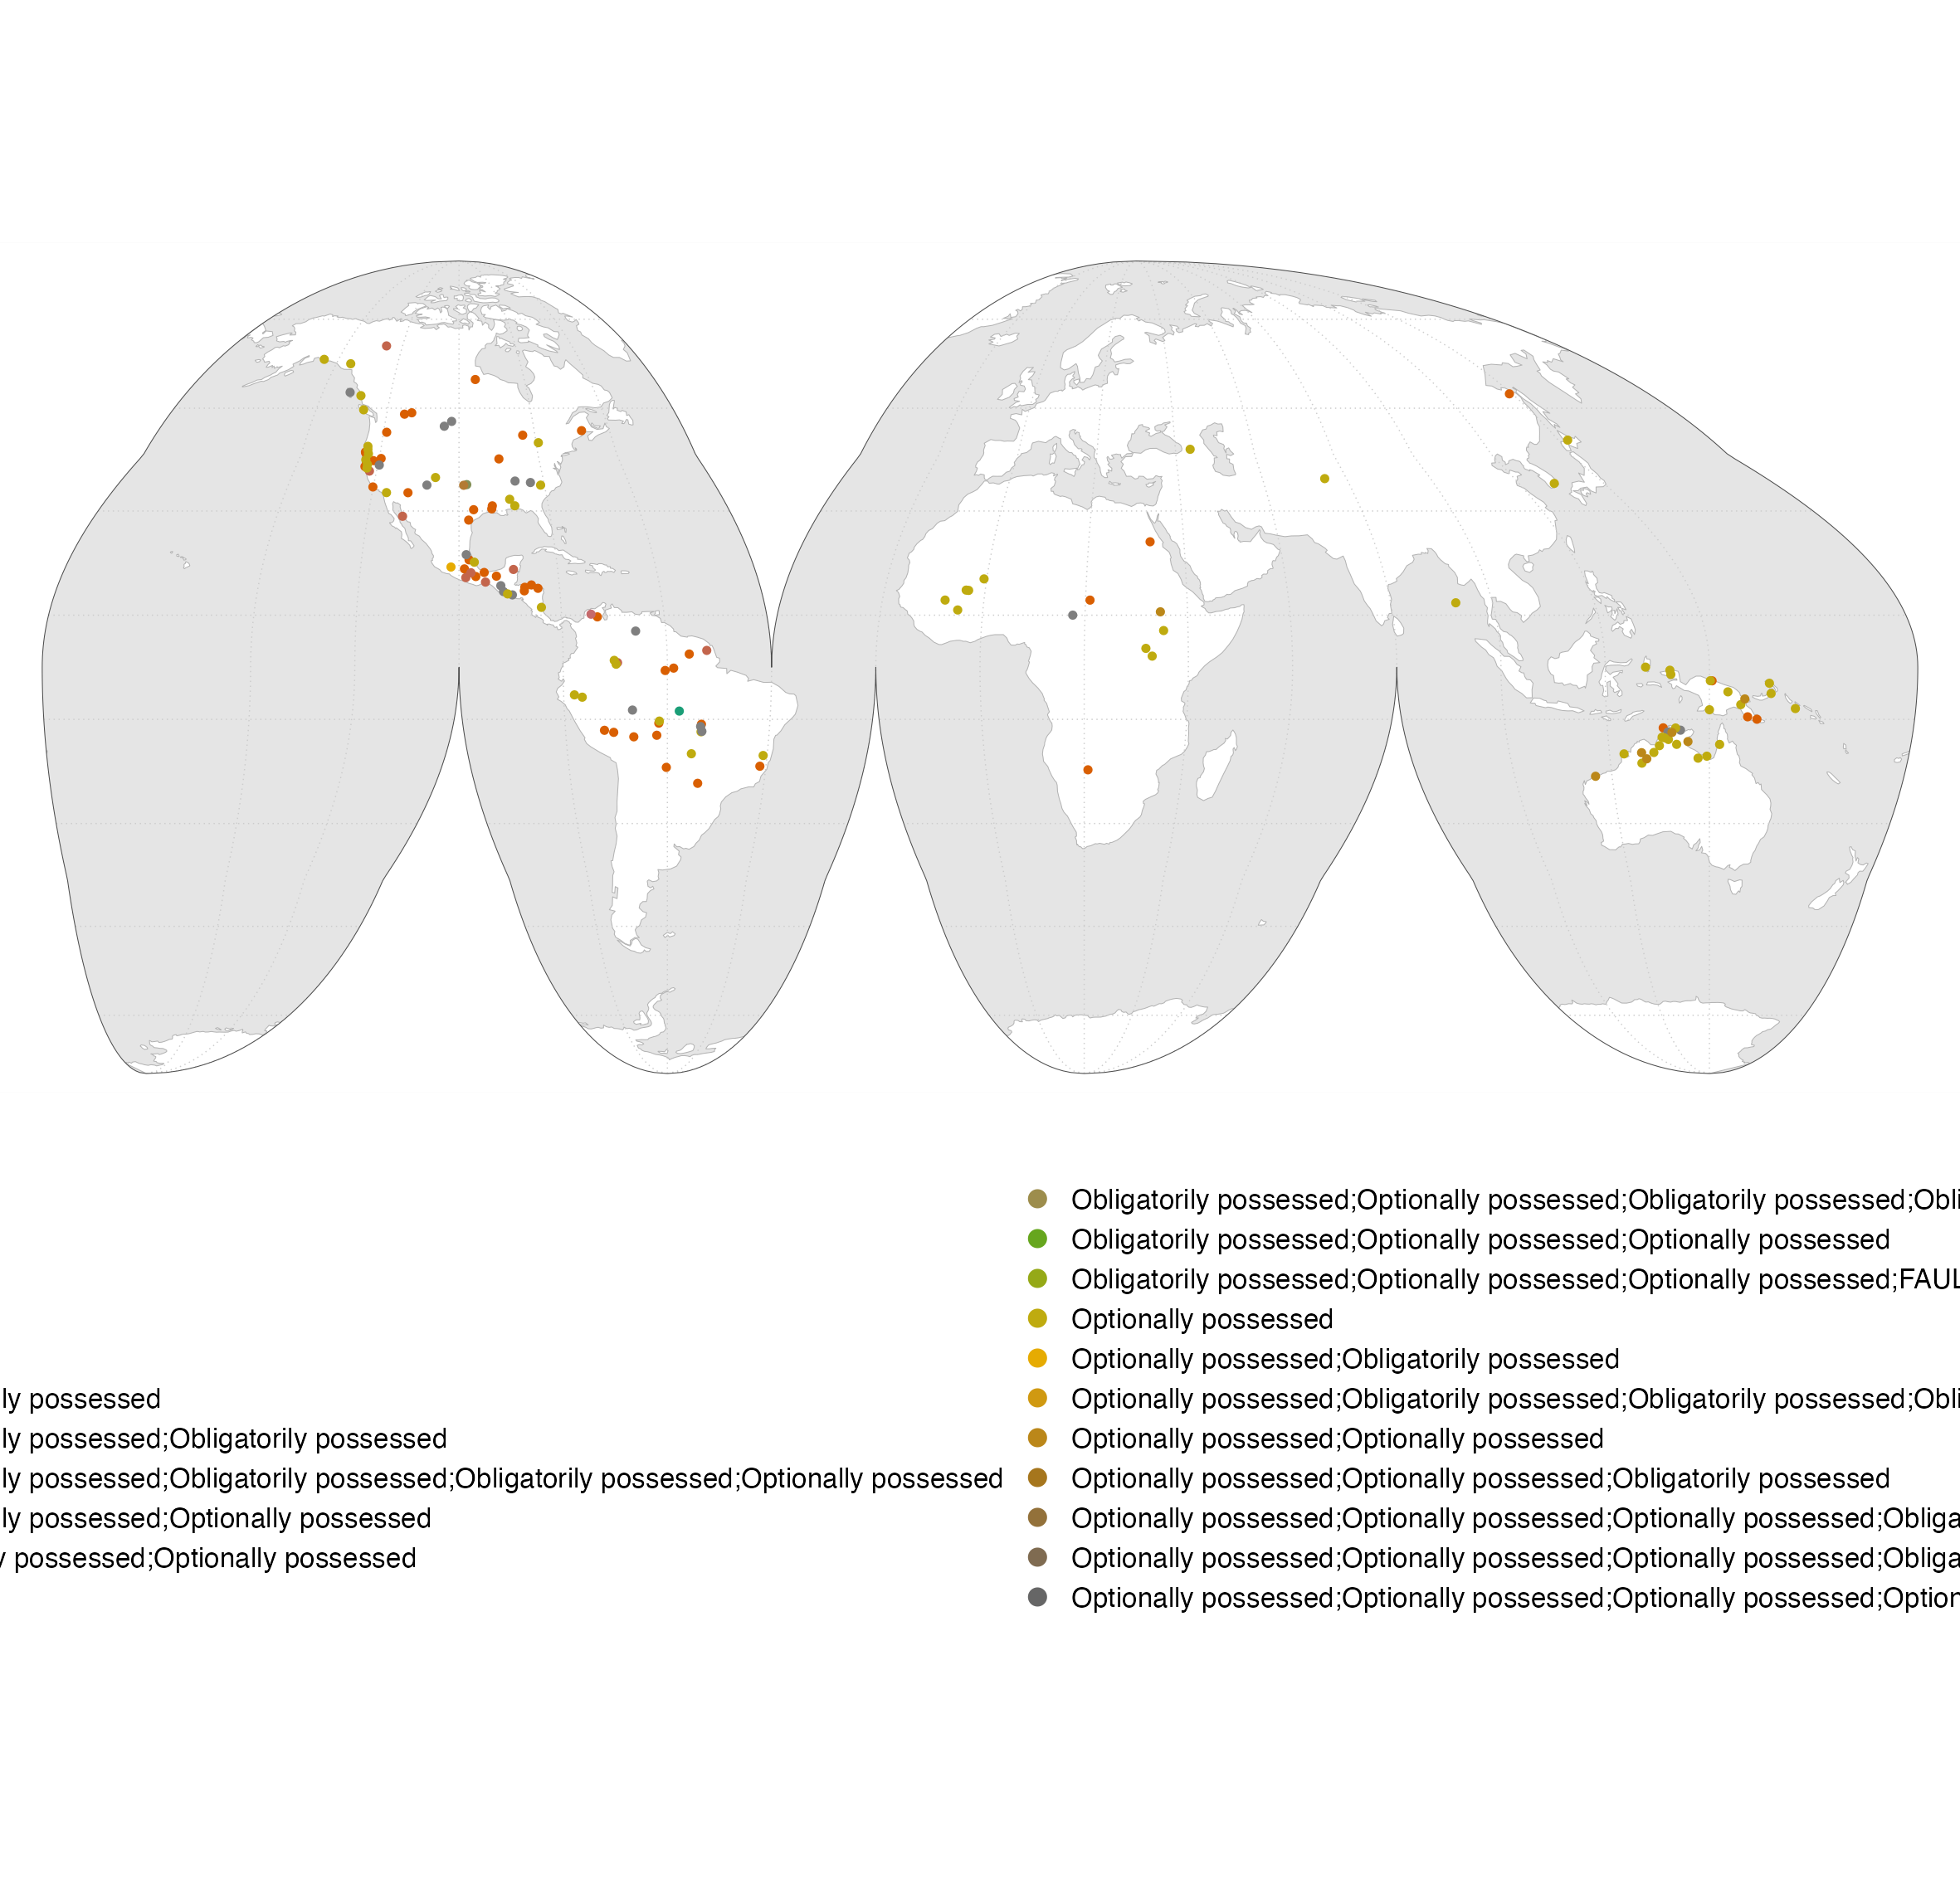 ly possessed
ly possessed;Obligatorily possessed
ly possessed;Obligatorily possessed;Obligatorily possessed;Optionally possessed
ly possessed;Optionally possessed
y possessed;Optionally possessed
Obligatorily possessed;Optionally possessed;Obligatorily possessed;Obli
Obligatorily possessed;Optionally possessed;Optionally possessed
Obligatorily possessed;Optionally possessed;Optionally possessed;FAUL
Optionally possessed
Optionally possessed;Obligatorily possessed
Optionally possessed;Obligatorily possessed;Obligatorily possessed;Obli
Optionally possessed;Optionally possessed
Optionally possessed;Optionally possessed;Obligatorily possessed
Optionally possessed;Optionally possessed;Optionally possessed;Obliga
Optionally possessed;Optionally possessed;Optionally possessed;Obliga
Optionally possessed;Optionally possessed;Optionally possessed;Option